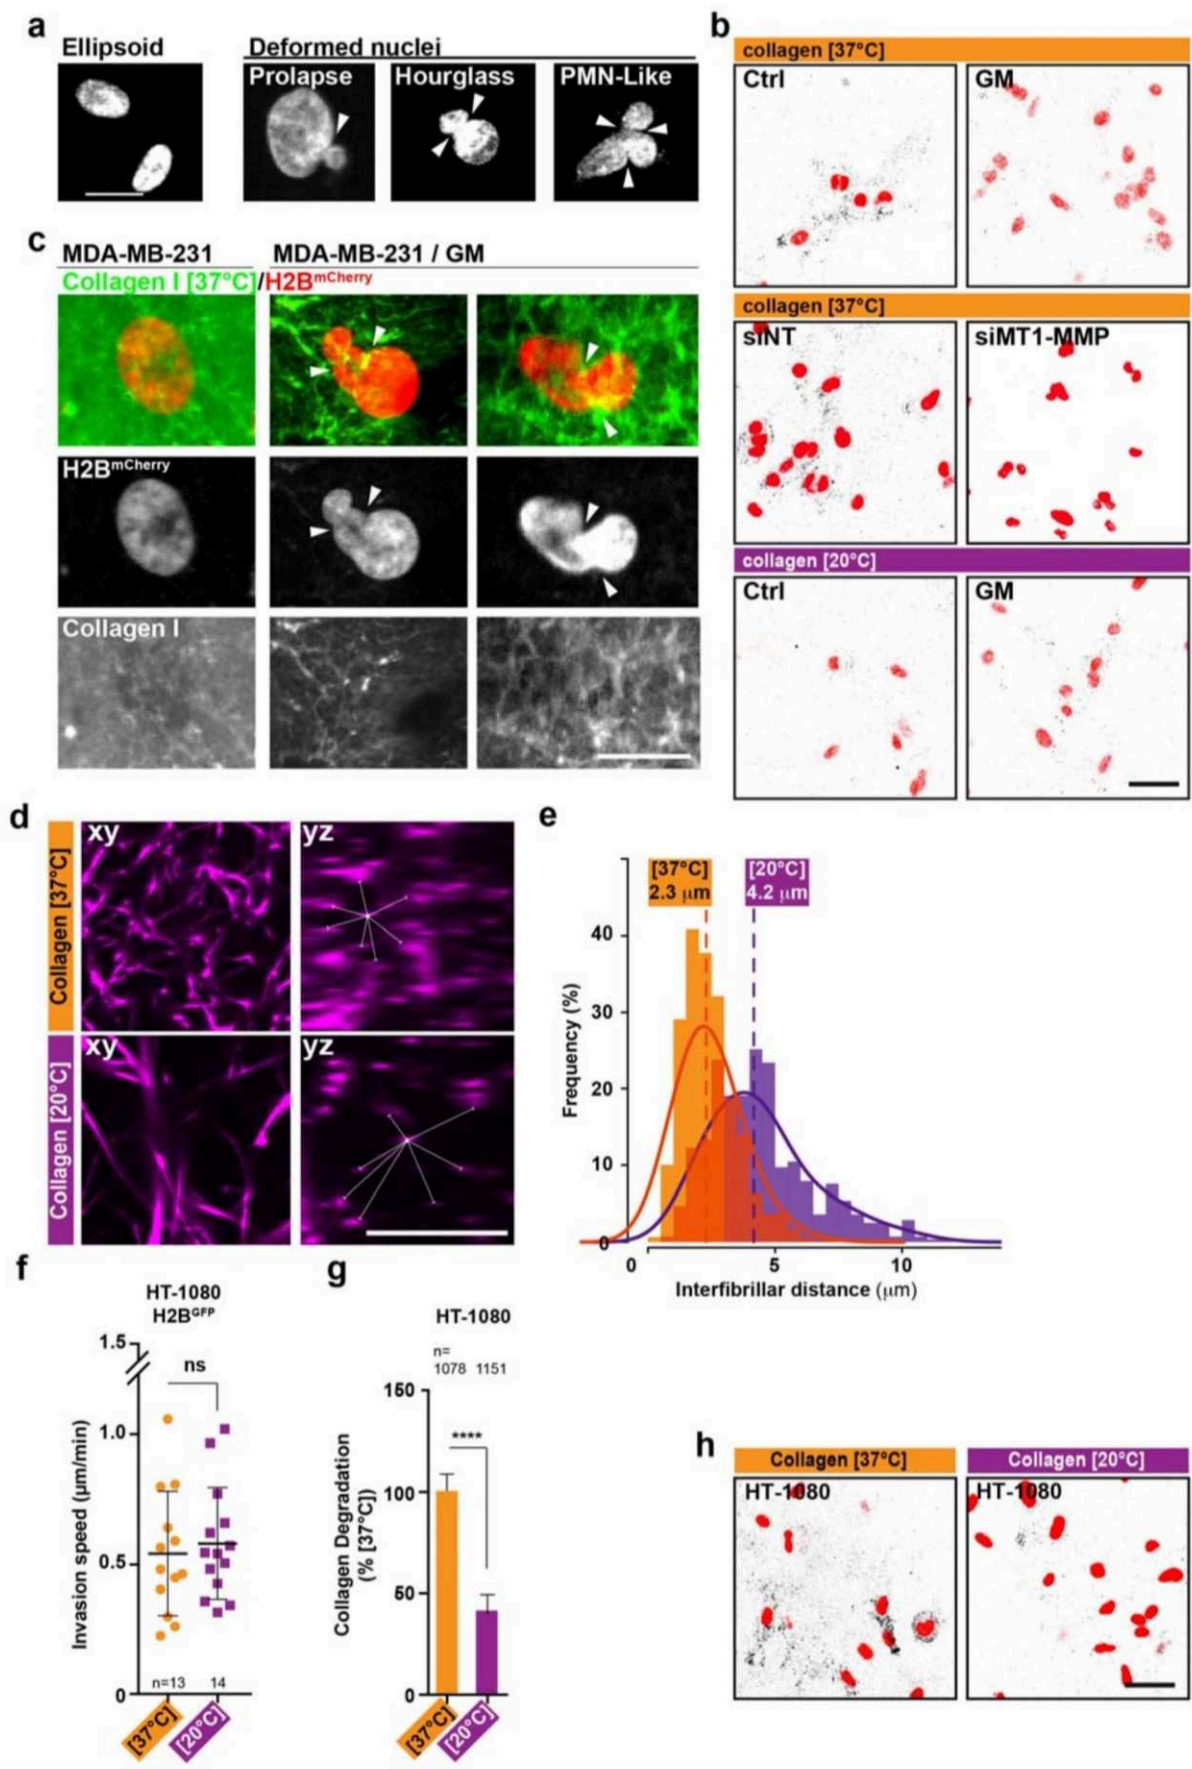 a
Ellipsoid
Deformed nuclei
Prolapse
Hourglass
PMN-Like
b
collagen [37°C]
Ctrl
GM
collagen [37°C]
siNT
siMT1-MMP
collagen [20°C]
Ctrl
GM
c
MDA-MB-231
MDA-MB-231 / GM
Collagen I [37°C]/H2BmCherry
H2BmCherry
Collagen I
d
Collagen [37°C]
xy
yz
Collagen [20°C]
xy
yz
e
[37°C]
2.3 µm
[20°C]
4.2 µm
Frequency (%)
40
30
20
10
0
0
5
10
Interfibrillar distance (µm)
f
HT-1080
H2BGFP
1.5
ns
1.0
0.5
0
Invasion speed (µm/min)
n=13
14
[37°C]
[20°C]
g
HT-1080
n=
1078 1151
150
****
100
50
0
Collagen Degradation
(% [37°C])
[37°C]
[20°C]
h
Collagen [37°C]
Collagen [20°C]
HT-1080
HT-1080